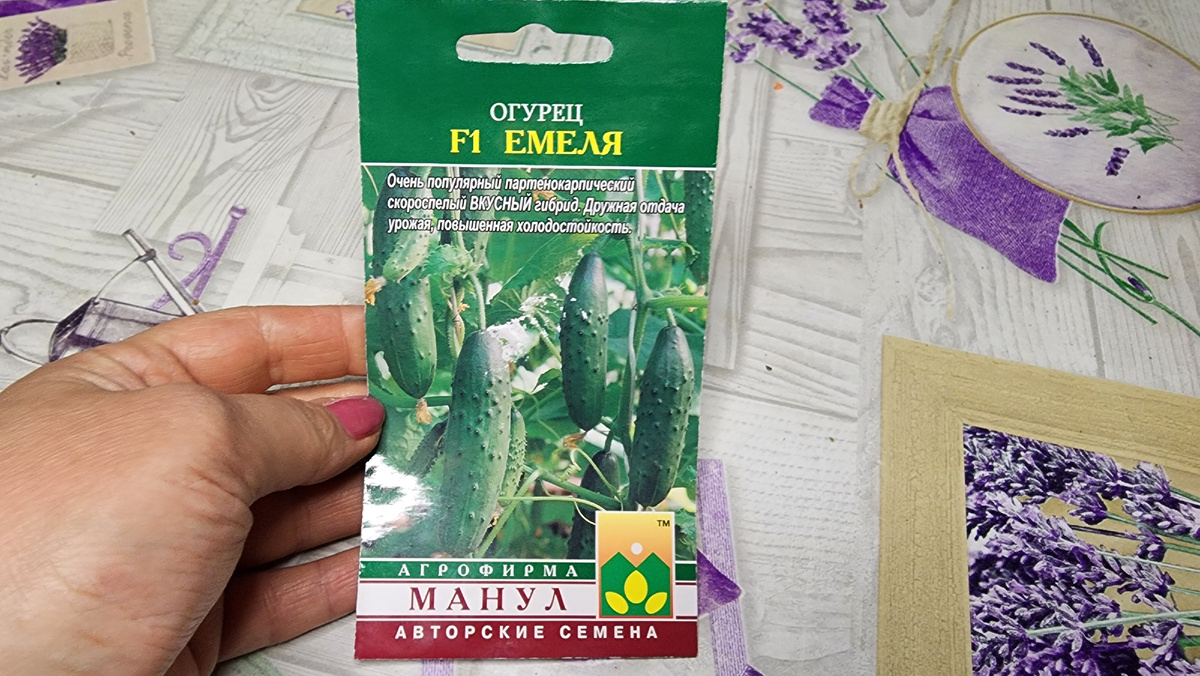 ОГУРЕЦ
F1 ЕМЕЛЯ
Очень популярный партенокарпический
скороспелый ВКУСНЫЙ гибрид. Дружная отдача
урожая, повышенная холодостойкость.
TM
АГРОФИРМА
МАНУЛ
АВТОРСКИЕ СЕМЕНА